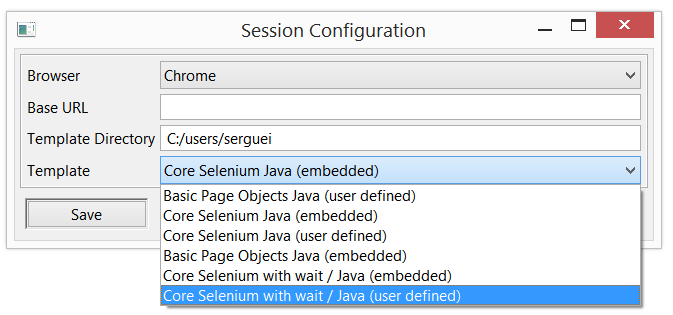 Session Configuration
Browser Chrome
Base URL
Template Directory C:/users/serguei
Template Core Selenium Java (embedded)
Basic Page Objects Java (user defined)
Core Selenium Java (embedded)
Core Selenium Java (user defined)
Basic Page Objects Java (embedded)
Core Selenium with wait / Java (embedded)
Core Selenium with wait / Java (user defined)
Save